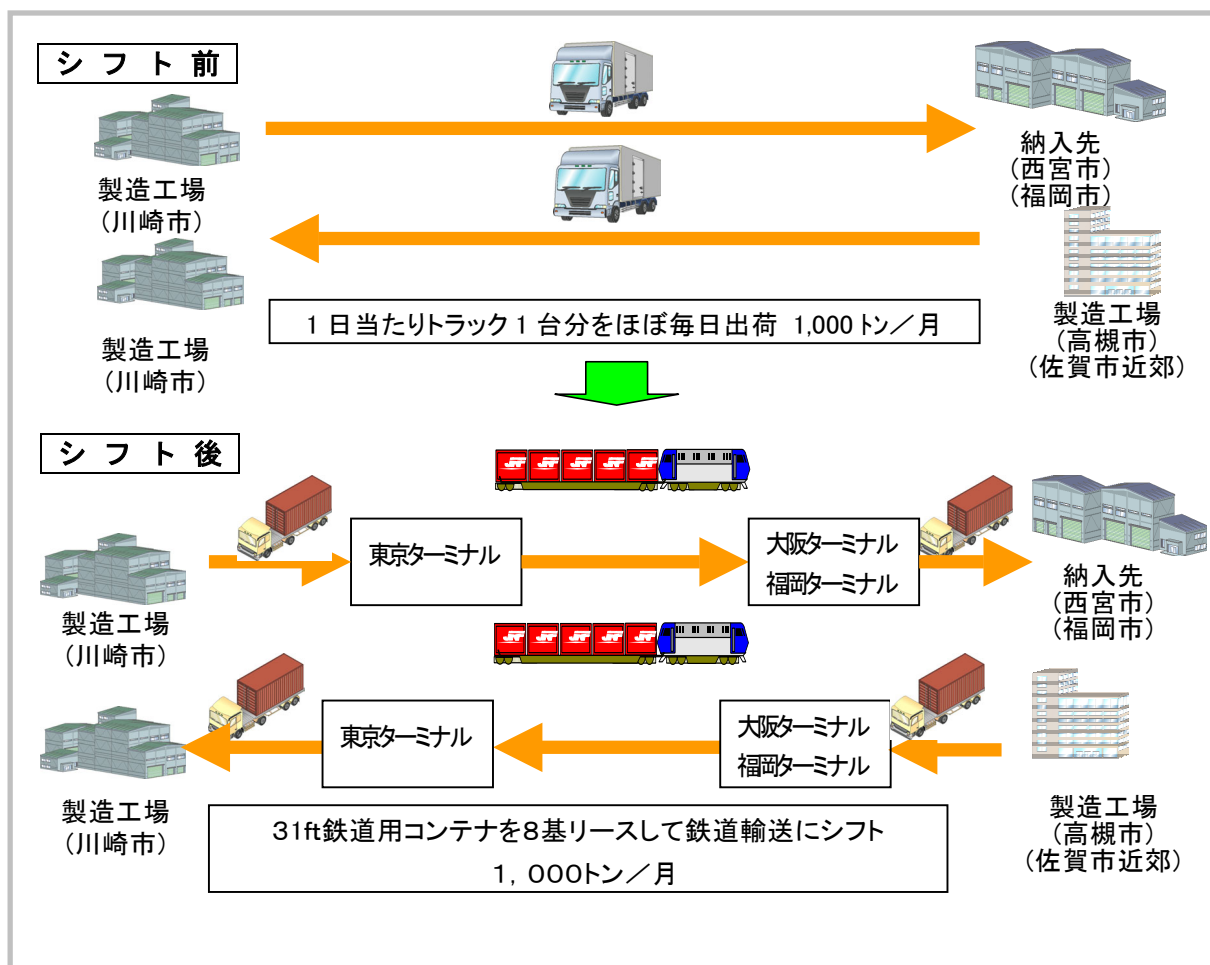 シフト前
製造工場
(川崎市)
納入先
(西宮市)
(福岡市)
製造工場
(川崎市)
製造工場
(高槻市)
(佐賀市近郊)
1日当たりトラック1台分をほぼ毎日出荷 1,000トン/月
シフト後
製造工場
(川崎市)
東京ターミナル
大阪ターミナル
福岡ターミナル
納入先
(西宮市)
(福岡市)
製造工場
(川崎市)
東京ターミナル
大阪ターミナル
福岡ターミナル
製造工場
(高槻市)
(佐賀市近郊)
31ft鉄道用コンテナを8基リースして鉄道輸送にシフト
1,000トン/月